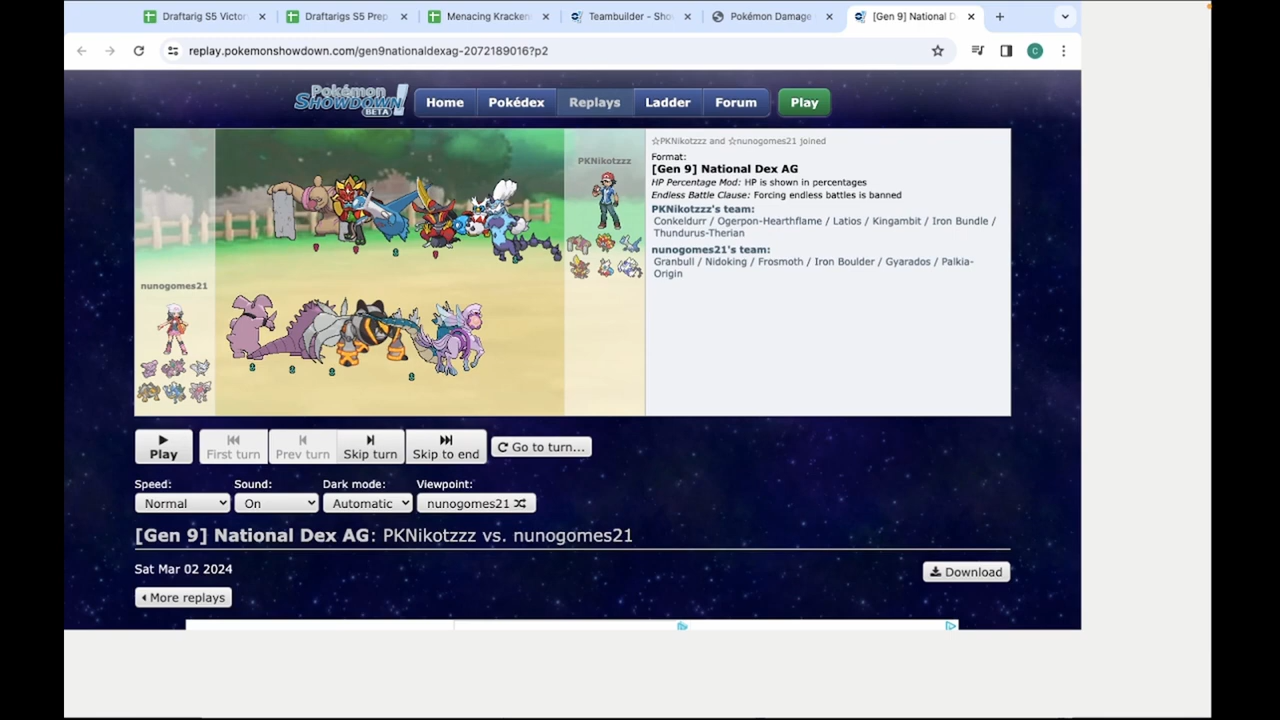 Draftarig S5 Victor
Draftarigs S5 Prep
Menacing Kracken
Teambuilder - Sho
Pokémon Damage
[Gen 9] National D
replay.pokemonshowdown.com/gen9nationaldexag-2072189016?p2
C
Pokémon
SHOWDOWN!
BETA
Home
Pokédex
Replays
Ladder
Forum
Play
☆PKNikotzzz and ☆nunogomes21 joined
Format:
[Gen 9] National Dex AG
HP Percentage Mod: HP is shown in percentages
Endless Battle Clause: Forcing endless battles is banned
PKNikotzzz's team:
Conkeldurr / Ogerpon-Hearthflame / Latios / Kingambit / Iron Bundle /
Thundurus-Therian
nunogomes21's team:
Granbull / Nidoking / Frosmoth / Iron Boulder / Gyarados / Palkia-
Origin
PKNikotzzz
nunogomes21
Play
First turn
Prev turn
Skip turn
Skip to end
Go to turn...
Speed:
Sound:
Dark mode:
Viewpoint:
Normal
On
Automatic
nunogomes21
[Gen 9] National Dex AG: PKNikotzzz vs. nunogomes21
Sat Mar 02 2024
Download
More replays